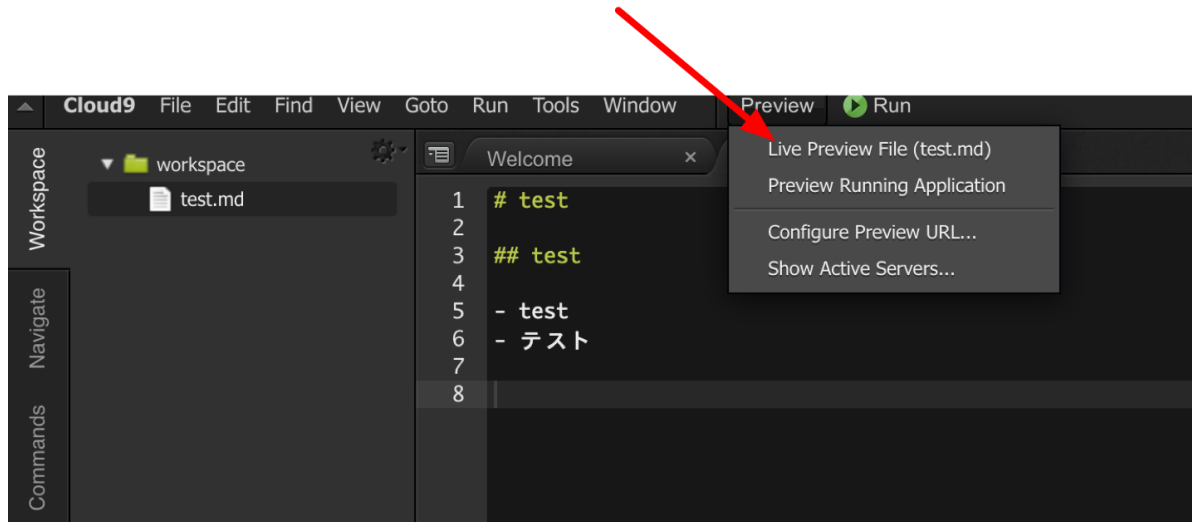 Cloud9 File Edit Find View Goto Run Tools Window Preview Run
Workspace
Navigate
Commands
workspace
test.md
Welcome ×
1 # test
2
3 ## test
4
5 - test
6 - テスト
7
8
Live Preview File (test.md)
Preview Running Application
Configure Preview URL...
Show Active Servers...